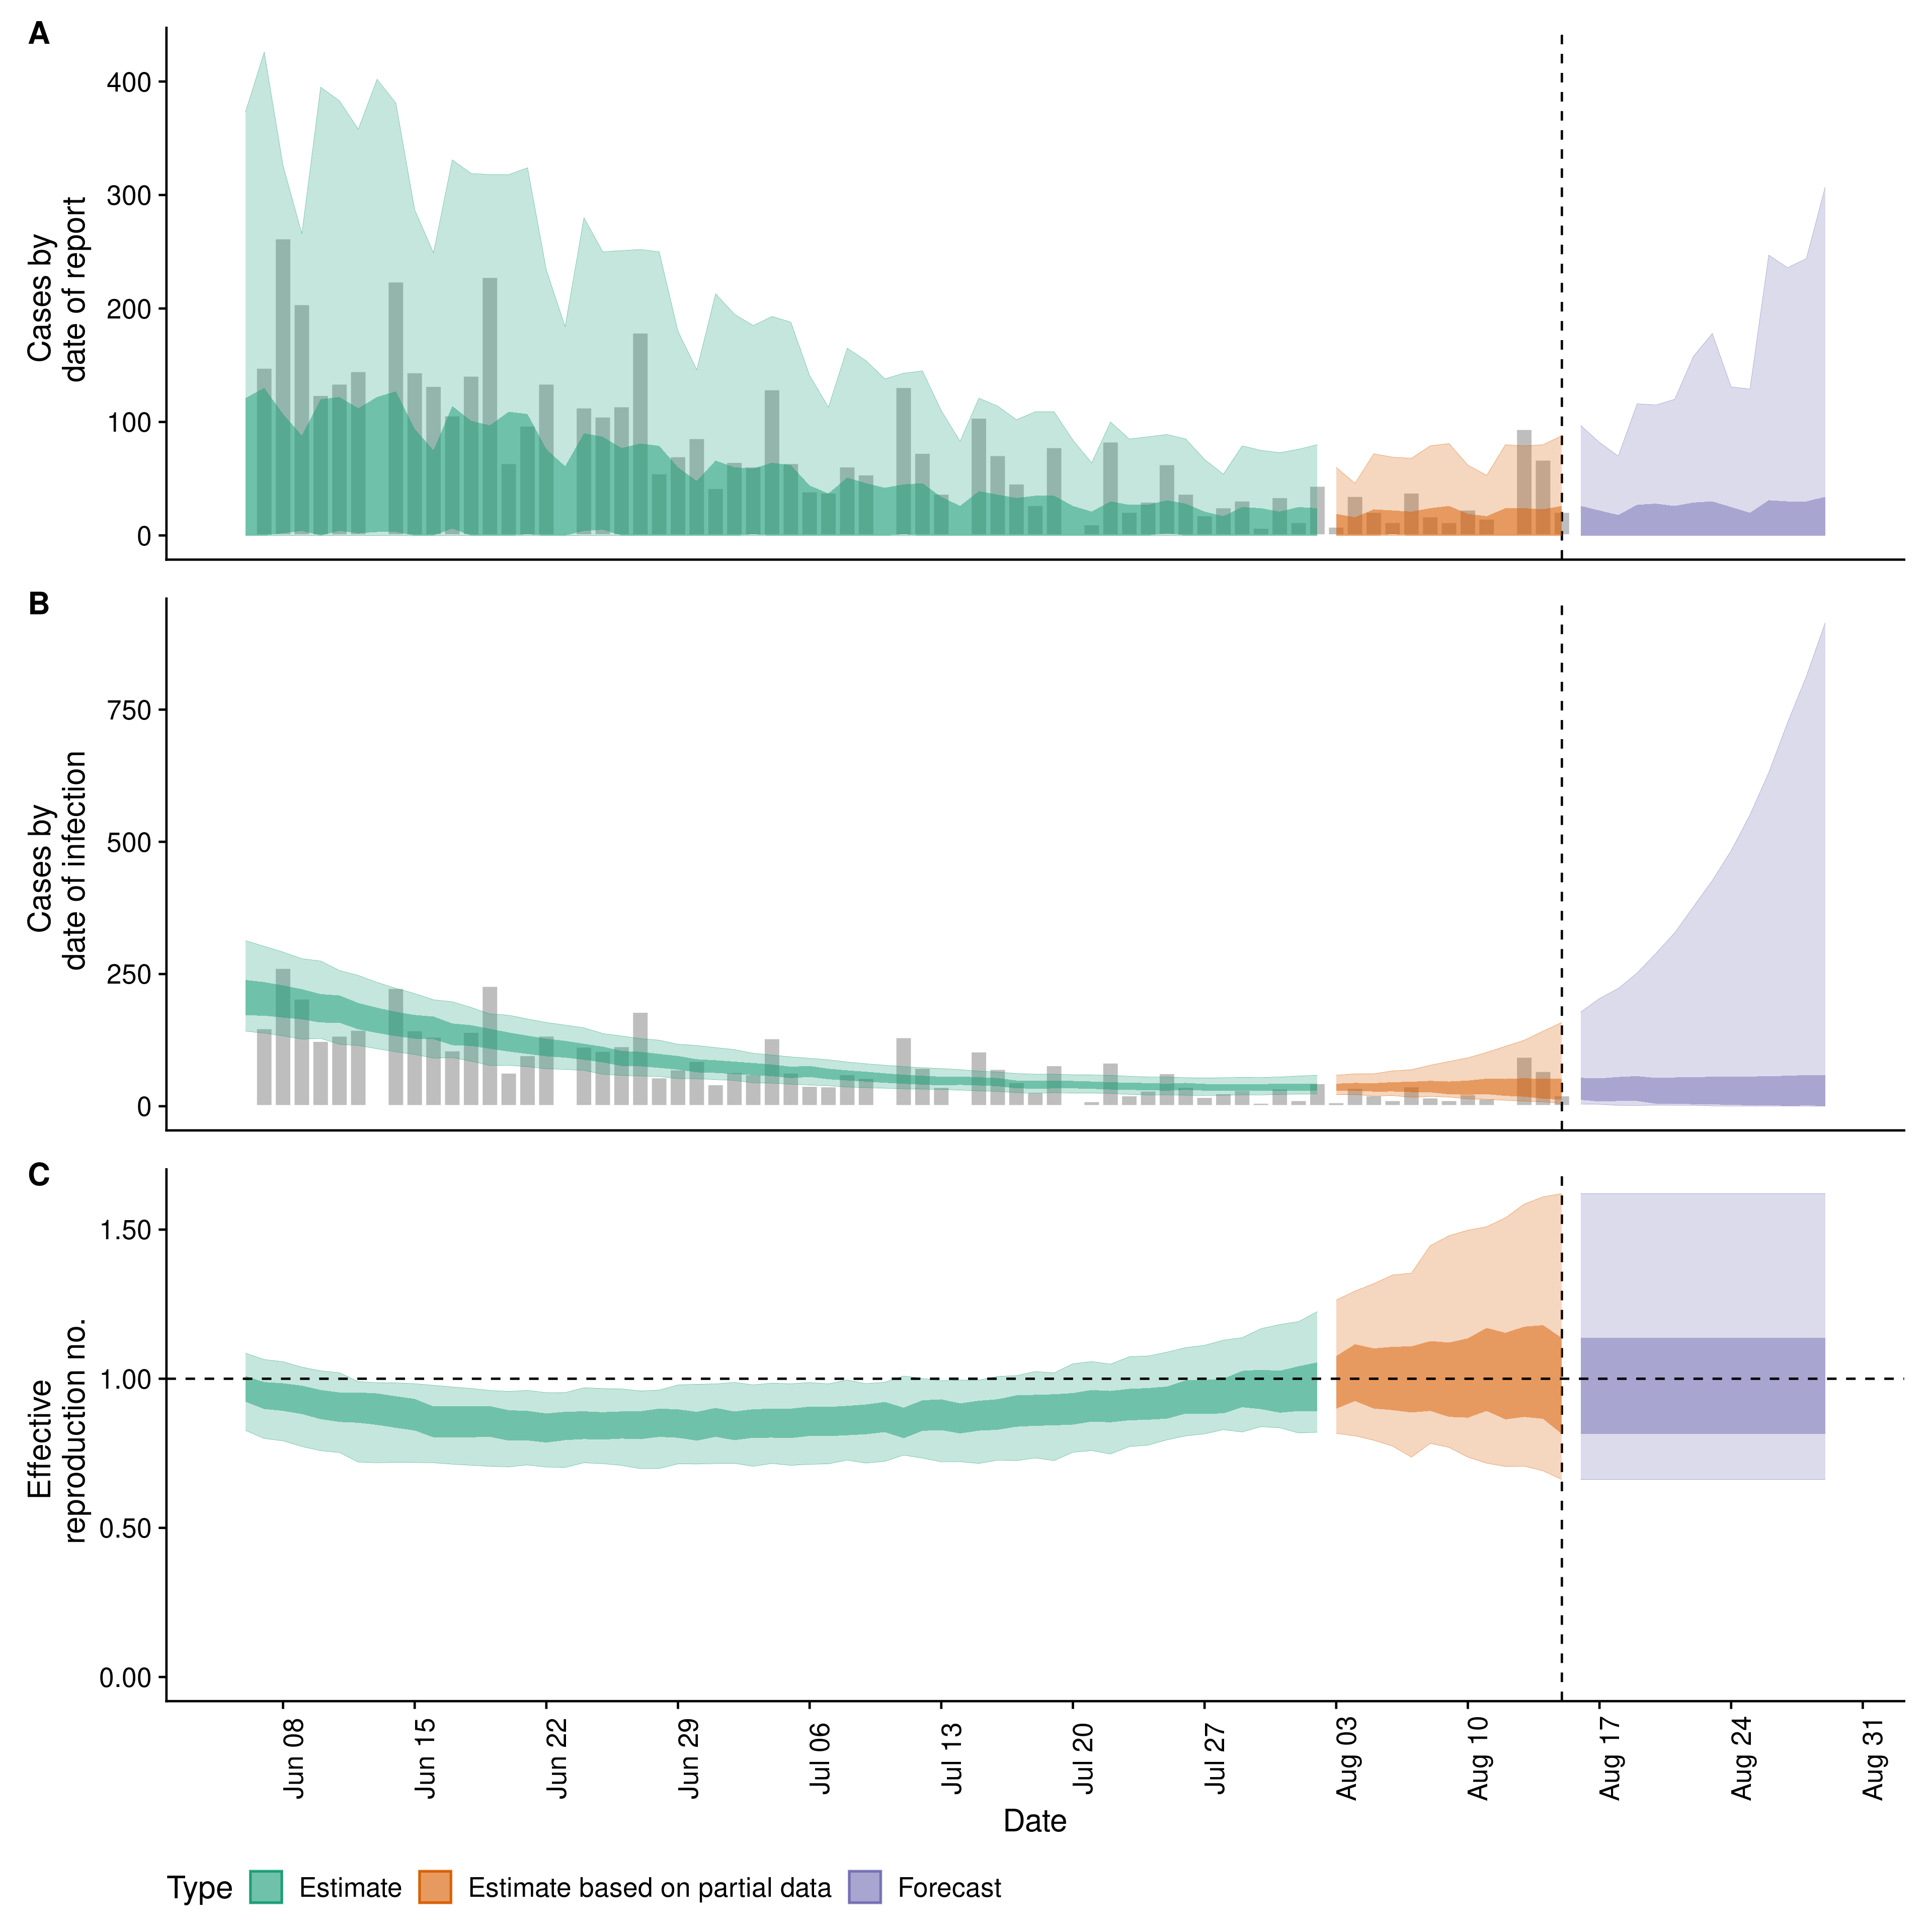 A
Cases by
date of report
400
300
200
100
0
B
Cases by
date of infection
750
500
250
0
C
Effective
reproduction no.
1.50
1.00
0.50
0.00
Jun 08
Jun 15
Jun 22
Jun 29
Jul 06
Jul 13
Jul 20
Jul 27
Aug 03
Aug 10
Aug 17
Aug 24
Aug 31
Date
Type Estimate Estimate based on partial data Forecast